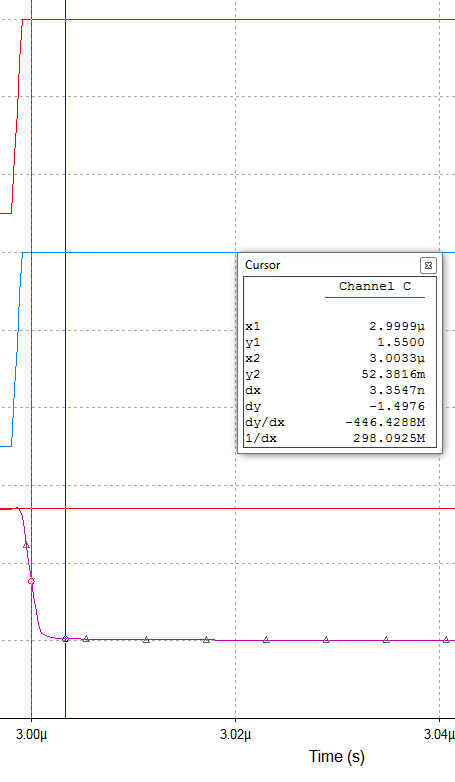 Cursor
Channel C
x1 2.9999µ
y1 1.5500
x2 3.0033µ
y2 52.3816m
dx 3.3547n
dy -1.4976
dy/dx -446.4288M
1/dx 298.0925M
3.00µ 3.02µ 3.04µ
Time (s)